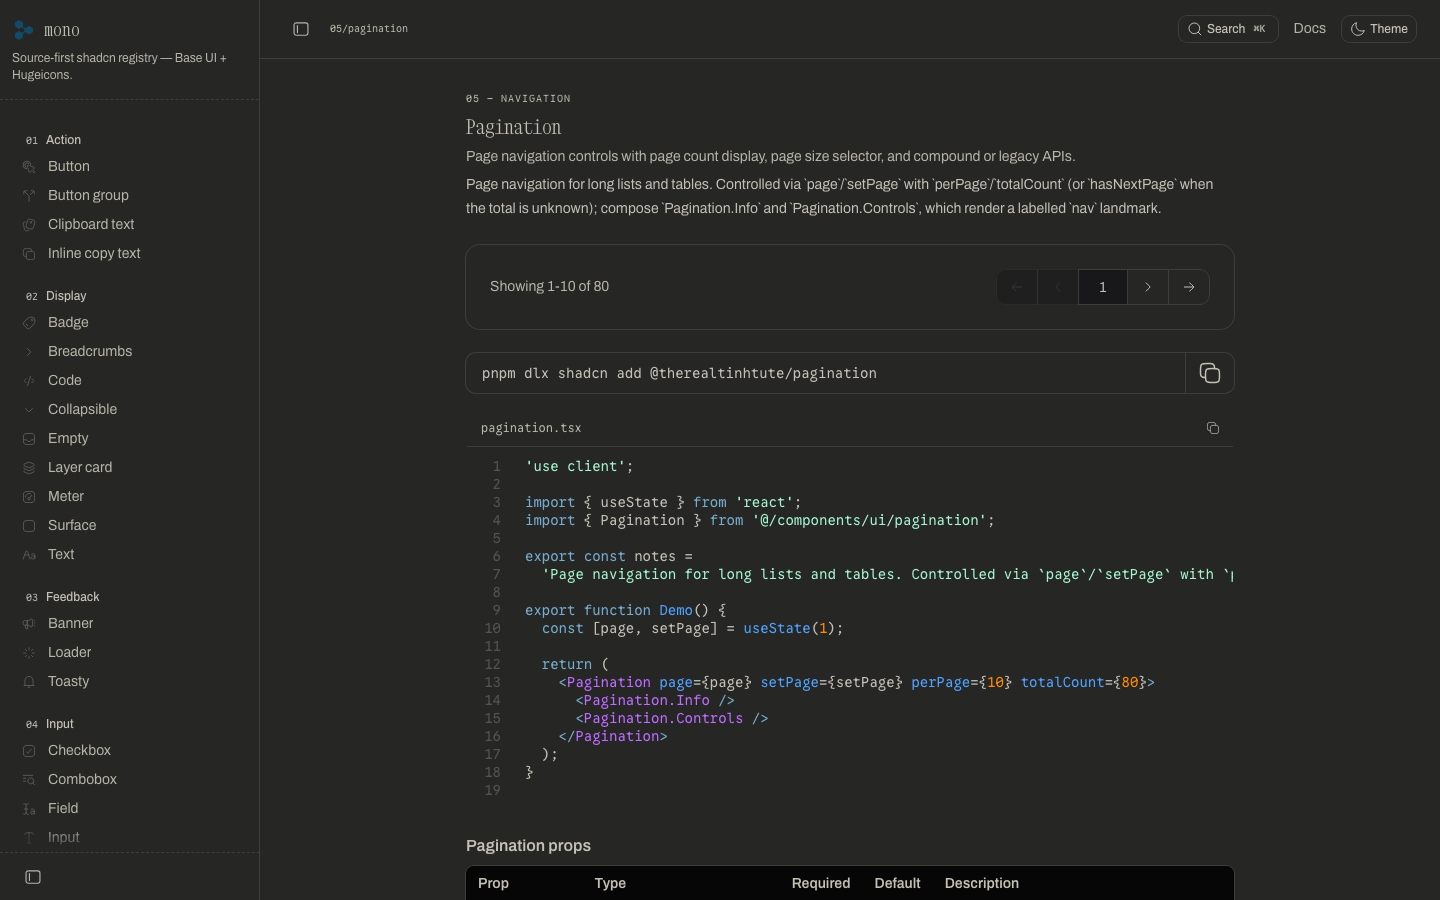 mono
Source-first shadcn registry — Base UI +
Hugeicons.
01 Action
Button
Button group
Clipboard text
Inline copy text
02 Display
Badge
Breadcrumbs
Code
Collapsible
Empty
Layer card
Meter
Surface
Text
03 Feedback
Banner
Loader
Toasty
04 Input
Checkbox
Combobox
Field
Input
05/pagination
Search ⌘K
Docs
Theme
05 — NAVIGATION
Pagination
Page navigation controls with page count display, page size selector, and compound or legacy APIs.
Page navigation for long lists and tables. Controlled via `page`/`setPage` with `perPage`/`totalCount` (or `hasNextPage` when
the total is unknown); compose `Pagination.Info` and `Pagination.Controls`, which render a labelled `nav` landmark.
Showing 1-10 of 80
1
pnpm dlx shadcn add @therealtinhtute/pagination
pagination.tsx
1 'use client';
2
3 import { useState } from 'react';
4 import { Pagination } from '@/components/ui/pagination';
5
6 export const notes =
7 'Page navigation for long lists and tables. Controlled via `page`/`setPage` with `p
8
9 export function Demo() {
10 const [page, setPage] = useState(1);
11
12 return (
13 <Pagination page={page} setPage={setPage} perPage={10} totalCount={80}>
14 <Pagination.Info />
15 <Pagination.Controls />
16 </Pagination>
17 );
18 }
19
Pagination props
Prop Type Required Default Description